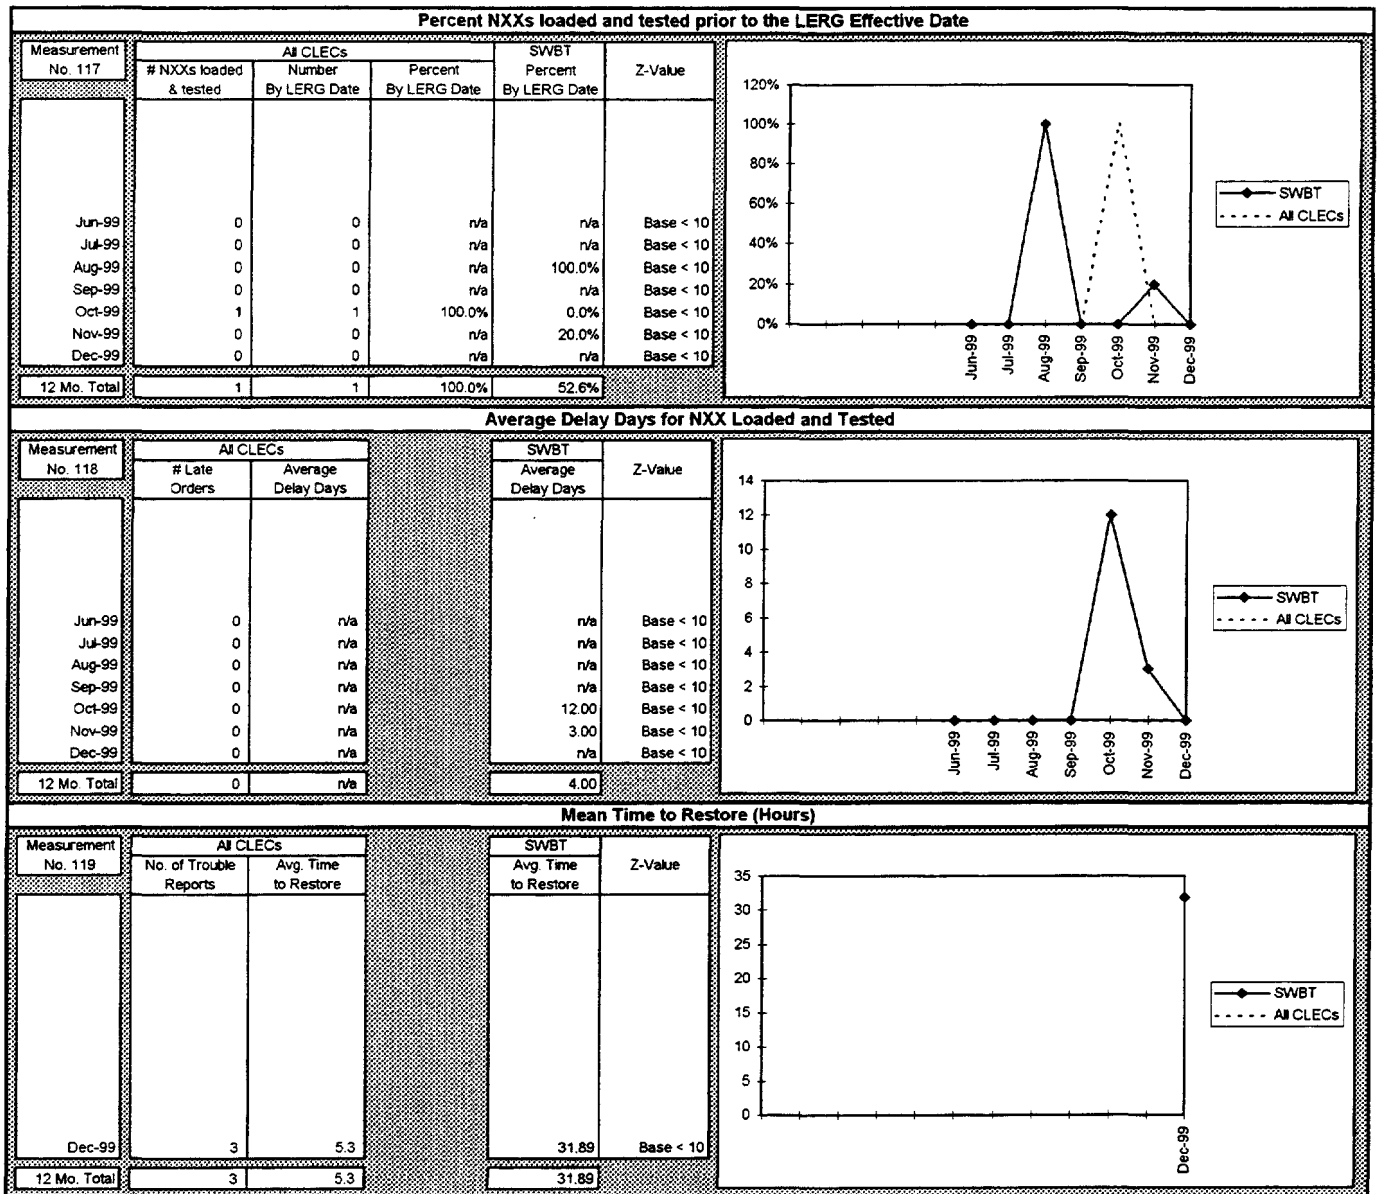 Percent NXXs loaded and tested prior to the LERG Effective Date
Measurement No. 117
All CLECs
SWBT
# NXXs loaded & tested
Number By LERG Date
Percent By LERG Date
Percent By LERG Date
Z-Value
Jun-99 0 0 n/a n/a Base < 10
Jul-99 0 0 n/a n/a Base < 10
Aug-99 0 0 n/a 100.0% Base < 10
Sep-99 0 0 n/a n/a Base < 10
Oct-99 1 1 100.0% 0.0% Base < 10
Nov-99 0 0 n/a 20.0% Base < 10
Dec-99 0 0 n/a n/a Base < 10
12 Mo. Total 1 1 100.0% 52.6%
120%
100%
80%
60%
40%
20%
0%
Jun-99 Jul-99 Aug-99 Sep-99 Oct-99 Nov-99 Dec-99
SWBT
All CLECs
Average Delay Days for NXX Loaded and Tested
Measurement No. 118
All CLECs
SWBT
# Late Orders
Average Delay Days
Average Delay Days
Z-Value
Jun-99 0 n/a n/a Base < 10
Jul-99 0 n/a n/a Base < 10
Aug-99 0 n/a n/a Base < 10
Sep-99 0 n/a n/a Base < 10
Oct-99 0 n/a 12.00 Base < 10
Nov-99 0 n/a 3.00 Base < 10
Dec-99 0 n/a n/a Base < 10
12 Mo. Total 0 n/a 4.00
14
12
10
8
6
4
2
0
Jun-99 Jul-99 Aug-99 Sep-99 Oct-99 Nov-99 Dec-99
SWBT
All CLECs
Mean Time to Restore (Hours)
Measurement No. 119
All CLECs
SWBT
No. of Trouble Reports
Avg. Time to Restore
Avg. Time to Restore
Z-Value
Dec-99 3 5.3 31.89 Base < 10
12 Mo. Total 3 5.3 31.89
35
30
25
20
15
10
5
0
Dec-99
SWBT
All CLECs